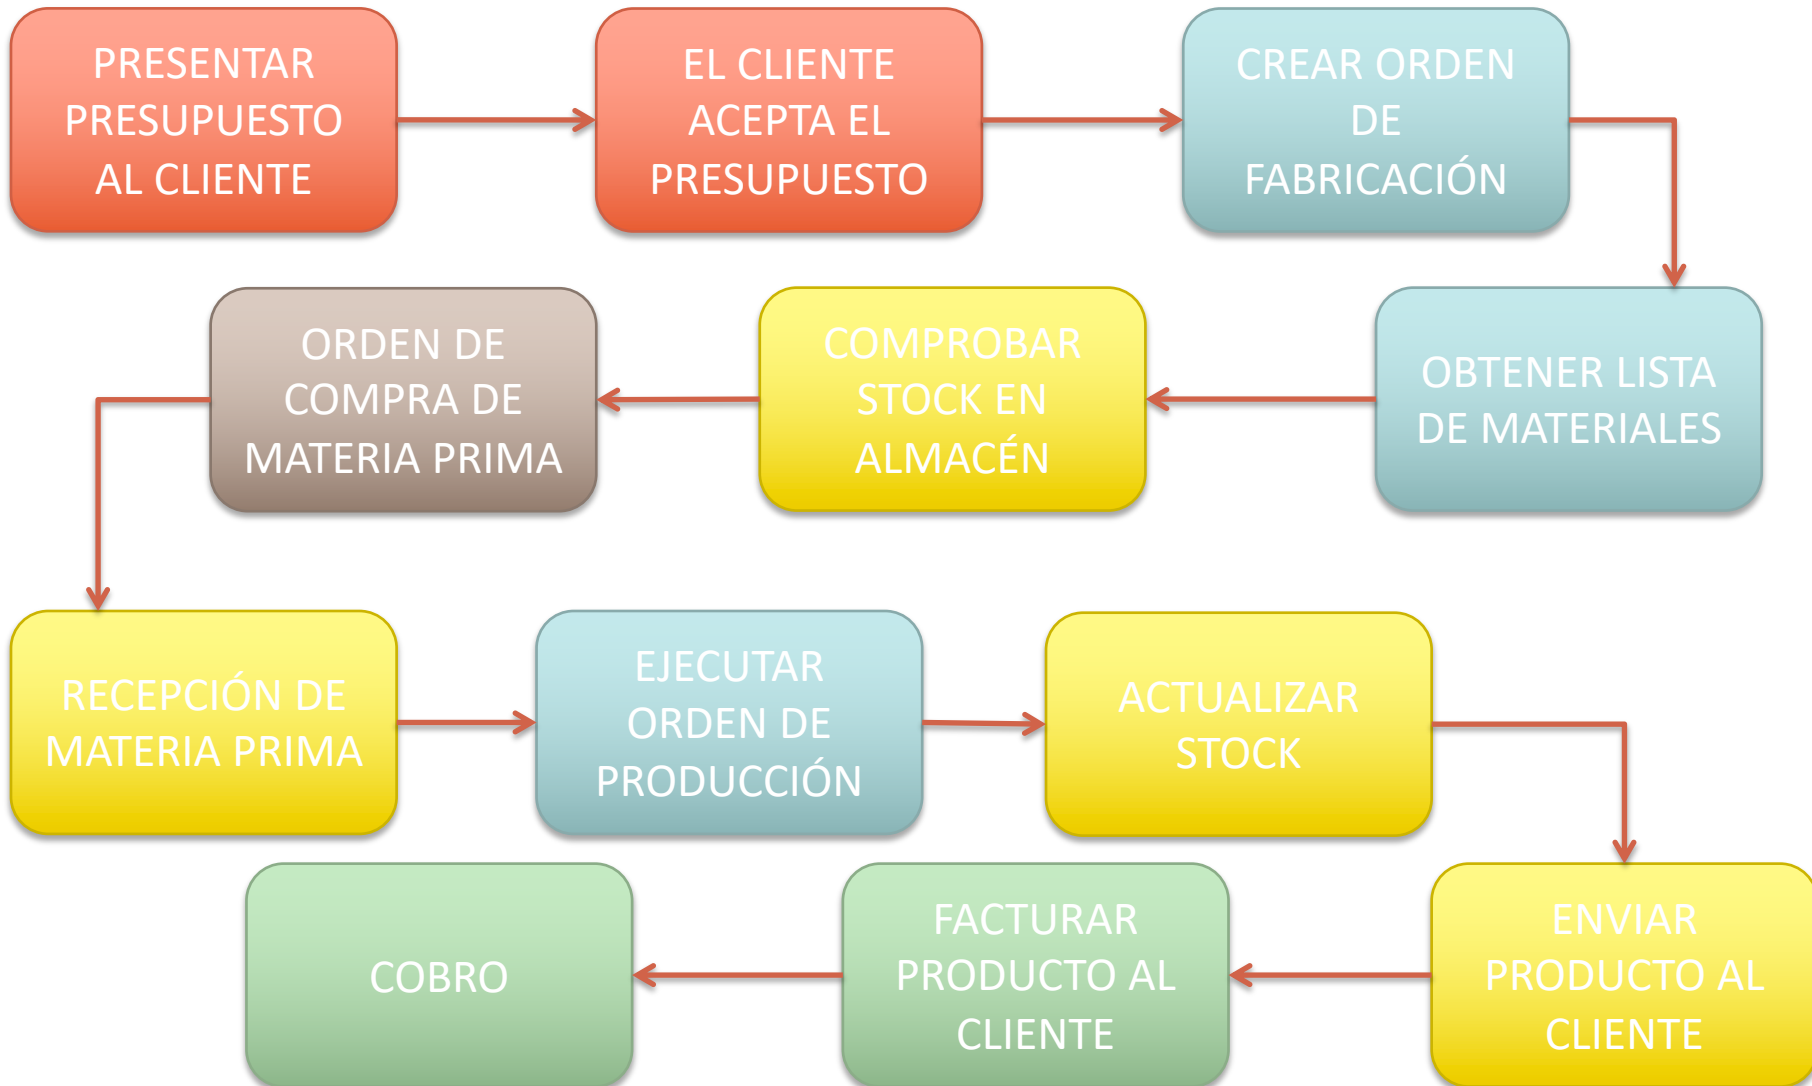 PRESENTAR
PRESUPUESTO
AL CLIENTE
EL CLIENTE
ACEPTA EL
PRESUPUESTO
CREAR ORDEN
DE
FABRICACIÓN
ORDEN DE
COMPRA DE
MATERIA PRIMA
COMPROBAR
STOCK EN
ALMACÉN
OBTENER LISTA
DE MATERIALES
RECEPCIÓN DE
MATERIA PRIMA
EJECUTAR
ORDEN DE
PRODUCCIÓN
ACTUALIZAR
STOCK
COBRO
FACTURAR
PRODUCTO AL
CLIENTE
ENVIAR
PRODUCTO AL
CLIENTE